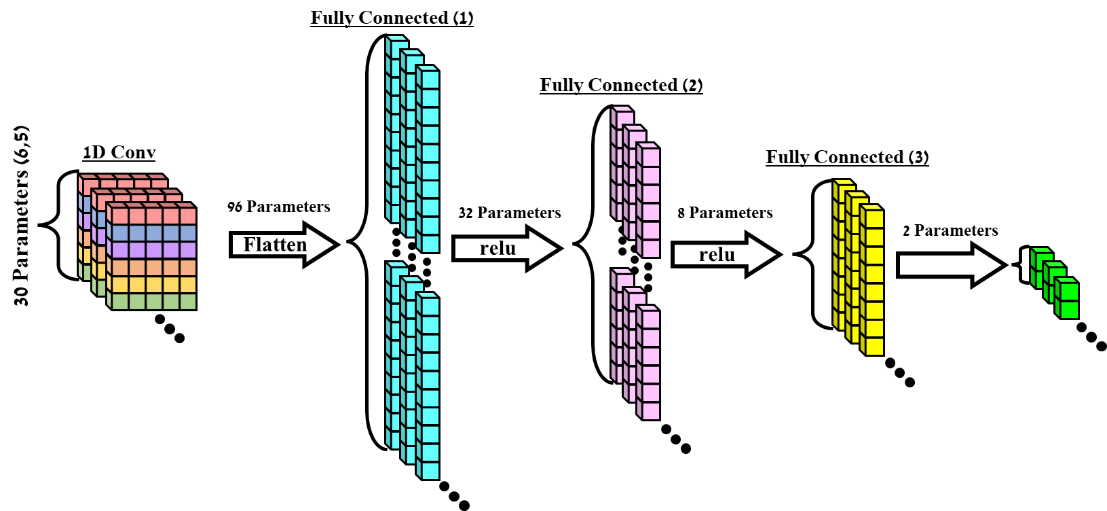 30 Parameters (6,5)
1D Conv
96 Parameters
Flatten
Fully Connected (1)
32 Parameters
relu
Fully Connected (2)
8 Parameters
relu
Fully Connected (3)
2 Parameters